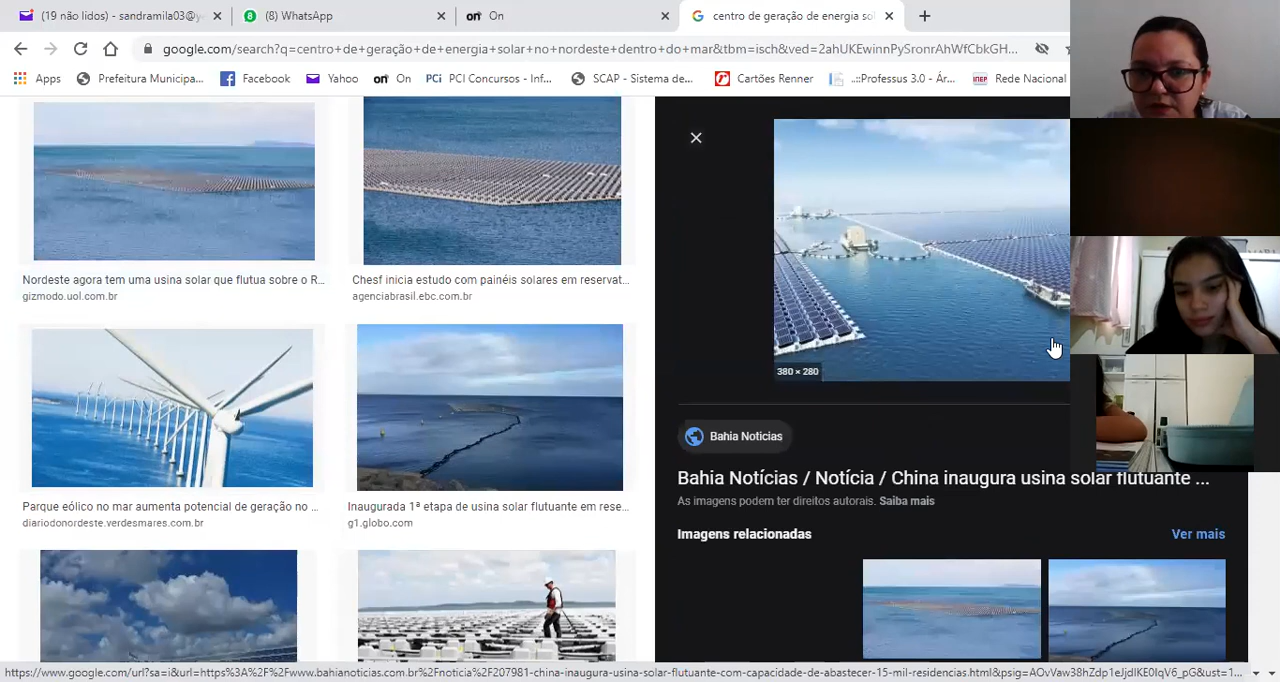 (19 não lidos) - sandramila03@y
(8) WhatsApp
on On
centro de geração de energia so
google.com/search?q=centro+de+geração+de+energia+solar+no+nordeste+dentro+do+mar&tbm=isch&ved=2ahUKEwinnPySronrAhWfCbkGH...
Apps
Prefeitura Municipa...
Facebook
Yahoo
on On
PCi PCI Concursos - Inf...
SCAP - Sistema de...
Cartões Renner
..::Professus 3.0 - Ár...
INEP Rede Nacional
Nordeste agora tem uma usina solar que flutua sobre o R...
gizmodo.uol.com.br
Chesf inicia estudo com painéis solares em reservat...
agenciabrasil.ebc.com.br
Parque eólico no mar aumenta potencial de geração no ...
diariodonordeste.verdesmares.com.br
Inaugurada 1ª etapa de usina solar flutuante em rese...
g1.globo.com
380 × 280
Bahia Notícias
Bahia Notícias / Notícia / China inaugura usina solar flutuante ...
As imagens podem ter direitos autorais. Saiba mais
Imagens relacionadas
Ver mais
https://www.google.com/url?sa=i&url=https%3A%2F%2Fwww.bahianoticias.com.br%2Fnoticia%2F207981-china-inaugura-usina-solar-flutuante-com-capacidade-de-abastecer-15-mil-residencias.html&psig=AOvVaw38hZdp1eJjdlKE0IqV6_pG&ust=1...